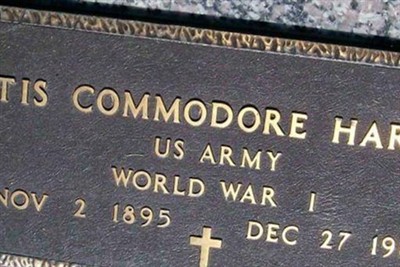 TIS COMMODORE HAR
US ARMY
WORLD WAR I
NOV 2 1895 DEC 27 19